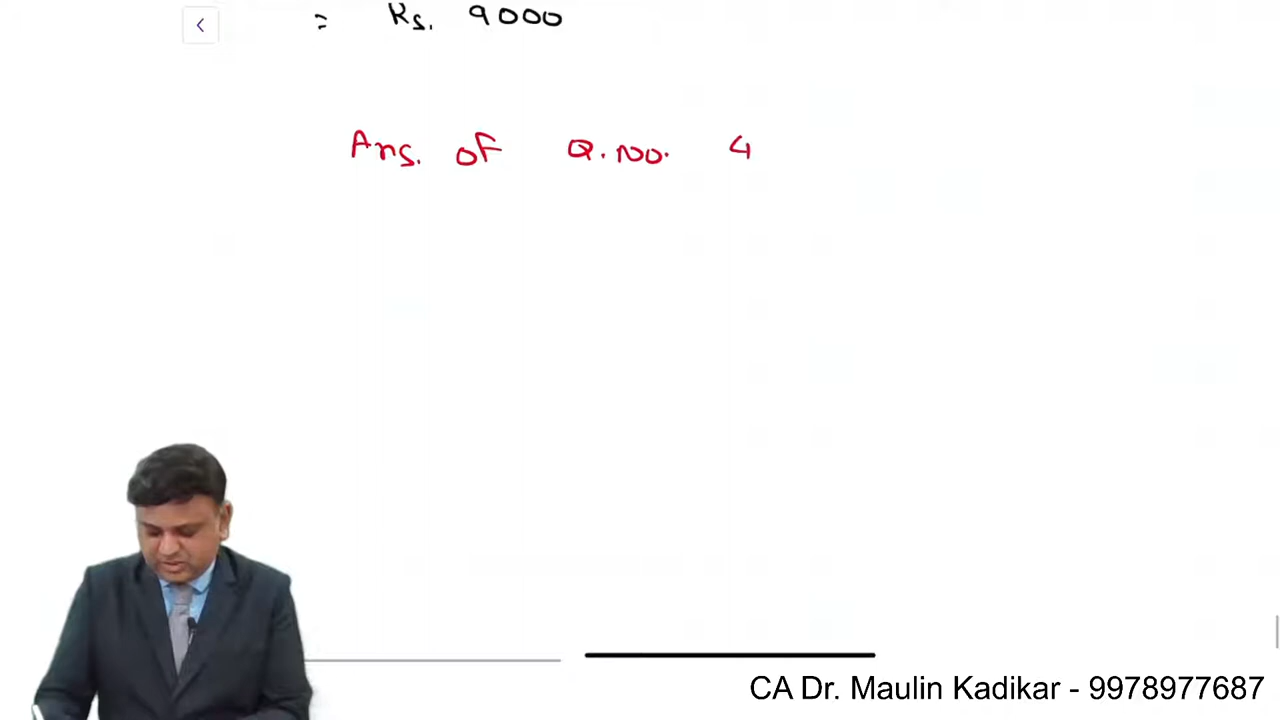 = Rs. 9000
Ans. of Q.no. 4
CA Dr. Maulin Kadikar - 9978977687